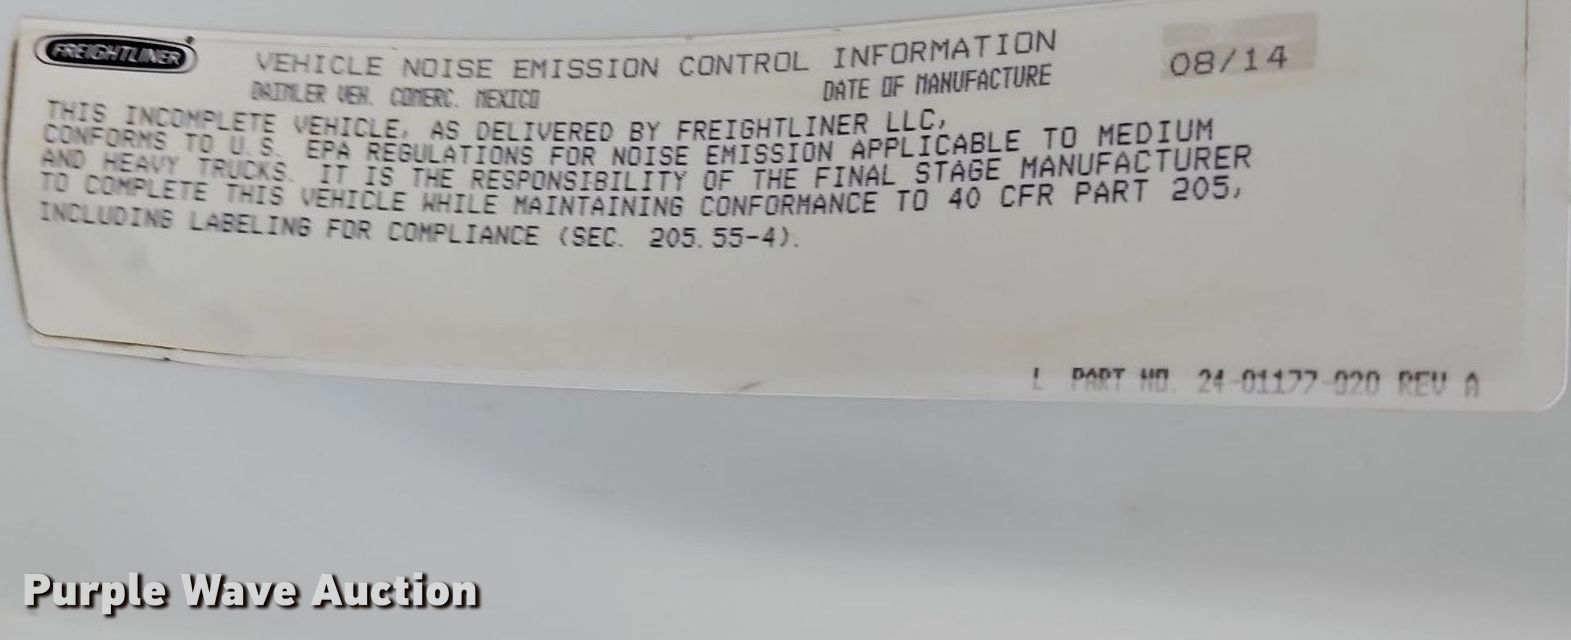 FREIGHTLINER
VEHICLE NOISE EMISSION CONTROL INFORMATION
08/14
DAIMLER VEH. COMERC. MEXICO
DATE OF MANUFACTURE
THIS INCOMPLETE VEHICLE, AS DELIVERED BY FREIGHTLINER LLC,
CONFORMS TO U.S. EPA REGULATIONS FOR NOISE EMISSION APPLICABLE TO MEDIUM
AND HEAVY TRUCKS. IT IS THE RESPONSIBILITY OF THE FINAL STAGE MANUFACTURER
TO COMPLETE THIS VEHICLE WHILE MAINTAINING CONFORMANCE TO 40 CFR PART 205,
INCLUDING LABELING FOR COMPLIANCE (SEC. 205.55-4).
L PART NO. 24-01177-020 REV A
Purple Wave Auction